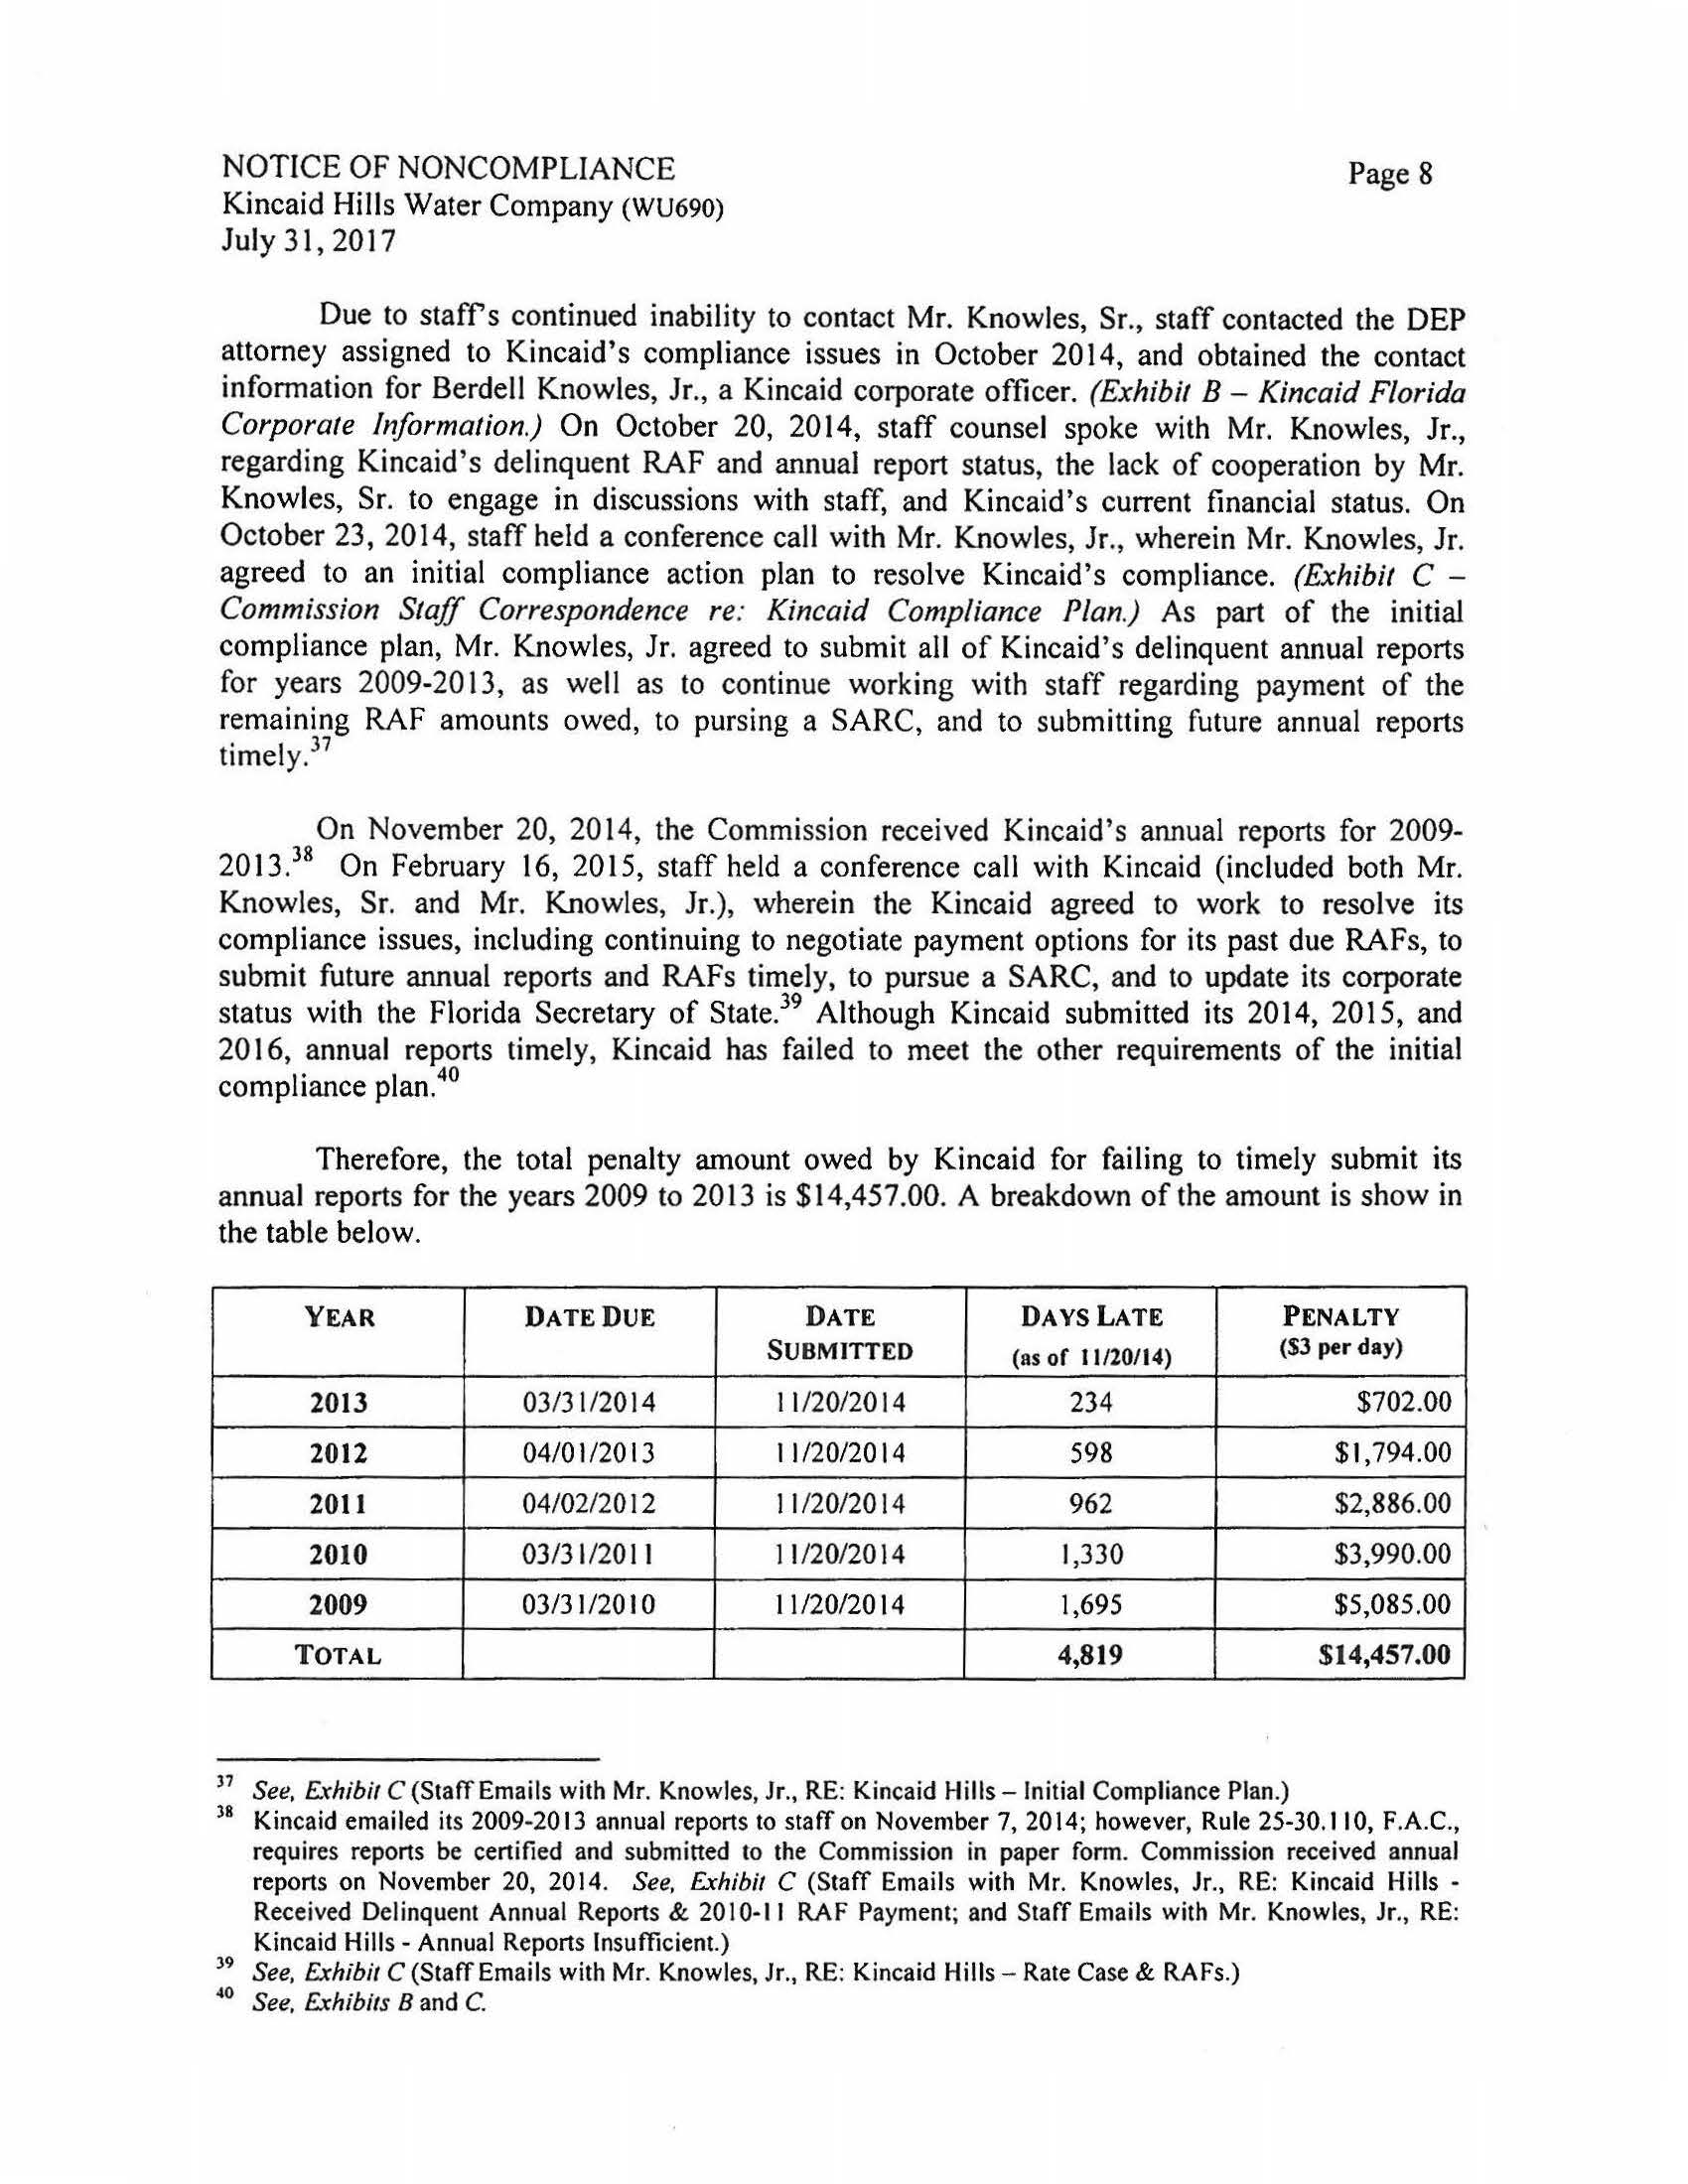 NOTICE OF NONCOMPLIANCE
Page 8
Kincaid Hills Water Company (WU690)
July 31, 2017
Due to staff's continued inability to contact Mr. Knowles, Sr., staff contacted the DEP
attorney assigned to Kincaid's compliance issues in October 2014, and obtained the contact
information for Berdell Knowles, Jr., a Kincaid corporate officer. (Exhibit B – Kincaid Florida
Corporate Information.) On October 20, 2014, staff counsel spoke with Mr. Knowles, Jr.,
regarding Kincaid's delinquent RAF and annual report status, the lack of cooperation by Mr.
Knowles, Sr. to engage in discussions with staff, and Kincaid's current financial status. On
October 23, 2014, staff held a conference call with Mr. Knowles, Jr., wherein Mr. Knowles, Jr.
agreed to an initial compliance action plan to resolve Kincaid's compliance. (Exhibit C –
Commission Staff Correspondence re: Kincaid Compliance Plan.) As part of the initial
compliance plan, Mr. Knowles, Jr. agreed to submit all of Kincaid's delinquent annual reports
for years 2009-2013, as well as to continue working with staff regarding payment of the
remaining RAF amounts owed, to pursing a SARC, and to submitting future annual reports
timely.37
On November 20, 2014, the Commission received Kincaid's annual reports for 2009-
2013.38 On February 16, 2015, staff held a conference call with Kincaid (included both Mr.
Knowles, Sr. and Mr. Knowles, Jr.), wherein the Kincaid agreed to work to resolve its
compliance issues, including continuing to negotiate payment options for its past due RAFs, to
submit future annual reports and RAFs timely, to pursue a SARC, and to update its corporate
status with the Florida Secretary of State.39 Although Kincaid submitted its 2014, 2015, and
2016, annual reports timely, Kincaid has failed to meet the other requirements of the initial
compliance plan.40
Therefore, the total penalty amount owed by Kincaid for failing to timely submit its
annual reports for the years 2009 to 2013 is $14,457.00. A breakdown of the amount is show in
the table below.
YEAR DATE DUE DATE SUBMITTED DAYS LATE (as of 11/20/14) PENALTY ($3 per day)
2013 03/31/2014 11/20/2014 234 $702.00
2012 04/01/2013 11/20/2014 598 $1,794.00
2011 04/02/2012 11/20/2014 962 $2,886.00
2010 03/31/2011 11/20/2014 1,330 $3,990.00
2009 03/31/2010 11/20/2014 1,695 $5,085.00
TOTAL 4,819 $14,457.00
37 See, Exhibit C (Staff Emails with Mr. Knowles, Jr., RE: Kincaid Hills – Initial Compliance Plan.)
38 Kincaid emailed its 2009-2013 annual reports to staff on November 7, 2014; however, Rule 25-30.110, F.A.C.,
requires reports be certified and submitted to the Commission in paper form. Commission received annual
reports on November 20, 2014. See, Exhibit C (Staff Emails with Mr. Knowles, Jr., RE: Kincaid Hills -
Received Delinquent Annual Reports & 2010-11 RAF Payment; and Staff Emails with Mr. Knowles, Jr., RE:
Kincaid Hills - Annual Reports Insufficient.)
39 See, Exhibit C (Staff Emails with Mr. Knowles, Jr., RE: Kincaid Hills – Rate Case & RAFs.)
40 See, Exhibits B and C.